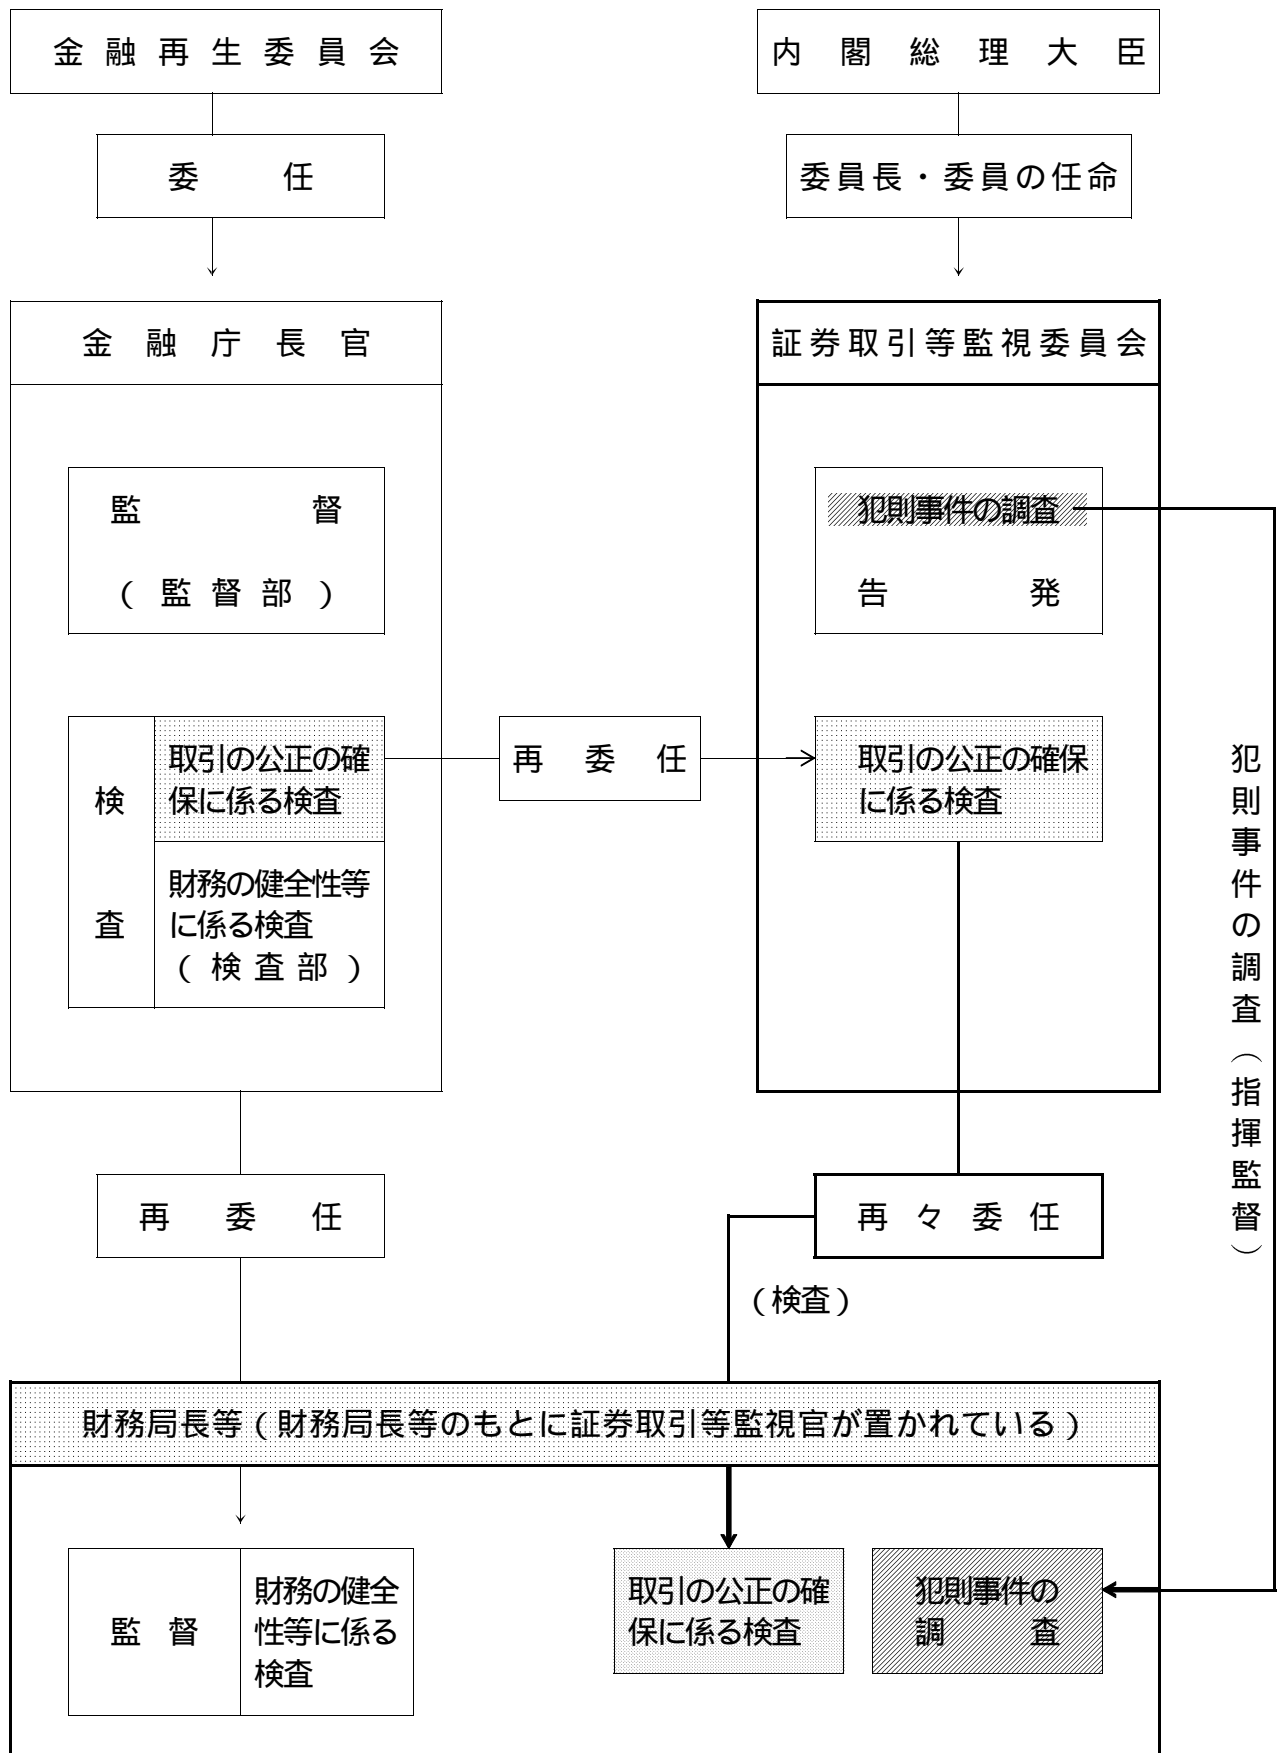 金融再生委員会
内閣総理大臣
委任
委員長・委員の任命
金融庁長官
証券取引等監視委員会
監督
(監督部)
犯則事件の調査
告発
検査
取引の公正の確
保に係る検査
財務の健全性等
に係る検査
(検査部)
再委任
取引の公正の確保
に係る検査
犯則事件の調査(指揮監督)
再委任
再々委任
(検査)
財務局長等(財務局長等のもとに証券取引等監視官が置かれている)
監督
財務の健全
性等に係る
検査
取引の公正の確
保に係る検査
犯則事件の
調査